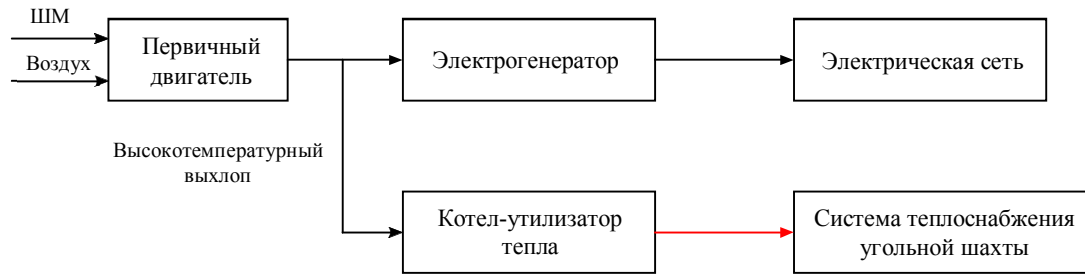 ШМ
Воздух
Первичный
двигатель
Электрогенератор
Электрическая сеть
Высокотемпературный
выхлоп
Котел-утилизатор
тепла
Система теплоснабжения
угольной шахты